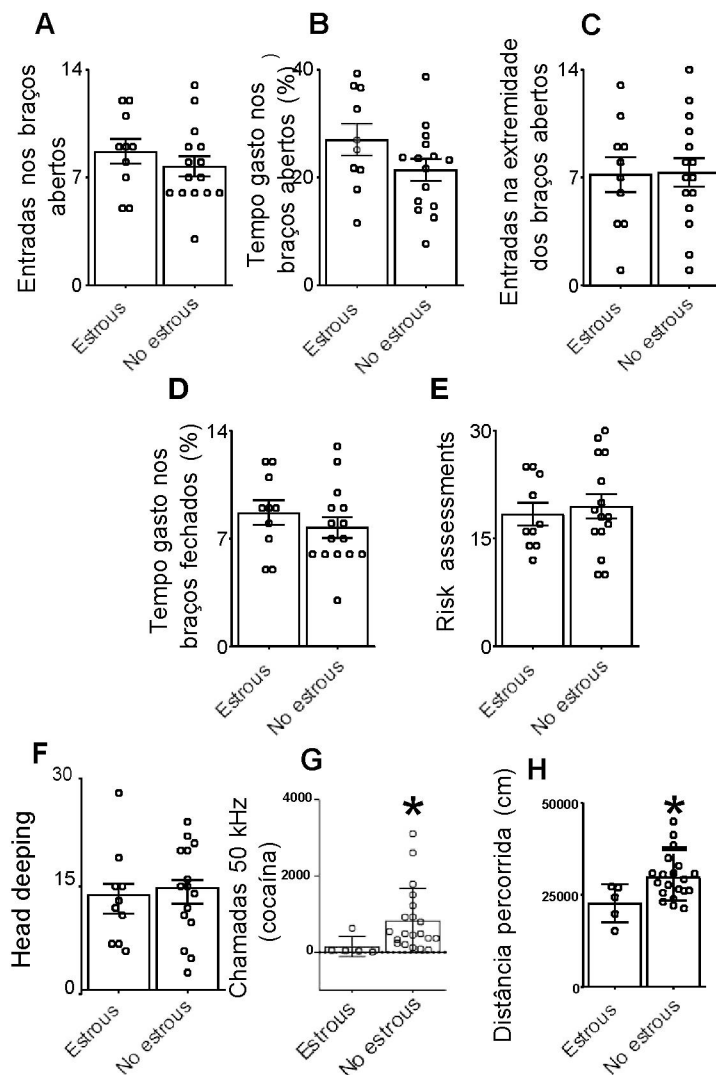 A
Entradas nos braços
abertos
14
7
0
Estrous
No estrous
B
Tempo gasto nos
braços abertos (%)
40
20
0
Estrous
No estrous
C
Entradas na extremidade
dos braços abertos
14
7
0
Estrous
No estrous
D
Tempo gasto nos
braços fechados (%)
14
7
0
Estrous
No estrous
E
Risk assessments
30
15
0
Estrous
No estrous
F
Head deeping
30
15
0
Estrous
No estrous
G
Chamadas 50 kHz
(cocaína)
4000
2000
0
*
Estrous
No estrous
H
Distância percorrida (cm)
50000
25000
0
*
Estrous
No estrous